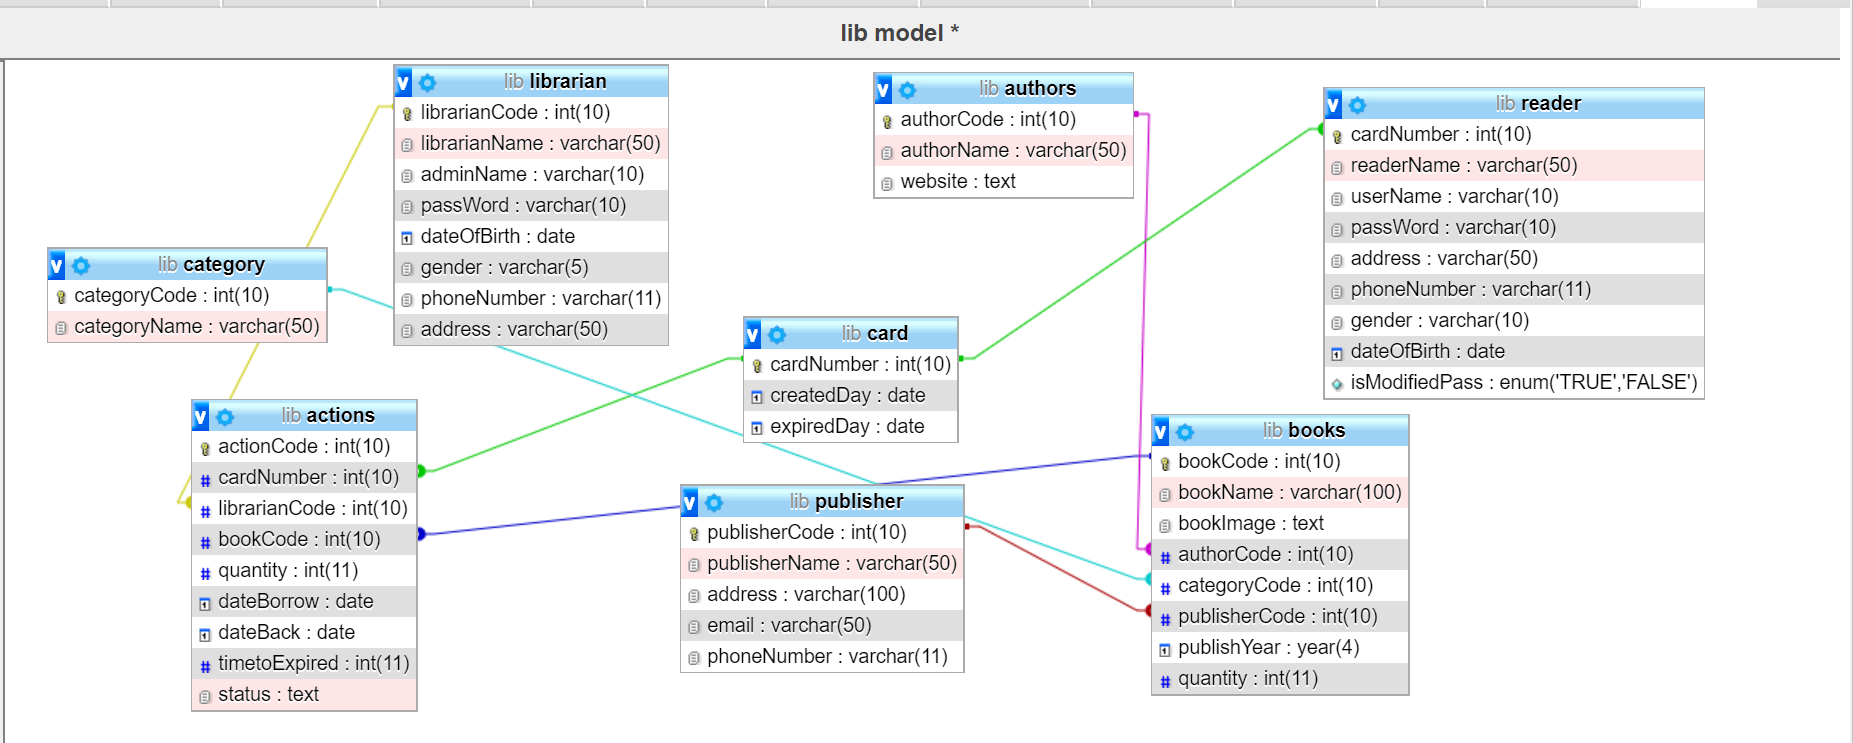 lib model *
lib librarian
librarianCode : int(10)
librarianName : varchar(50)
adminName : varchar(10)
passWord : varchar(10)
dateOfBirth : date
gender : varchar(5)
phoneNumber : varchar(11)
address : varchar(50)
lib authors
authorCode : int(10)
authorName : varchar(50)
website : text
lib reader
cardNumber : int(10)
readerName : varchar(50)
userName : varchar(10)
passWord : varchar(10)
address : varchar(50)
phoneNumber : varchar(11)
gender : varchar(10)
dateOfBirth : date
isModifiedPass : enum('TRUE','FALSE')
lib category
categoryCode : int(10)
categoryName : varchar(50)
lib card
cardNumber : int(10)
createdDay : date
expiredDay : date
lib actions
actionCode : int(10)
cardNumber : int(10)
librarianCode : int(10)
bookCode : int(10)
quantity : int(11)
dateBorrow : date
dateBack : date
timetoExpired : int(11)
status : text
lib publisher
publisherCode : int(10)
publisherName : varchar(50)
address : varchar(100)
email : varchar(50)
phoneNumber : varchar(11)
lib books
bookCode : int(10)
bookName : varchar(100)
bookImage : text
authorCode : int(10)
categoryCode : int(10)
publisherCode : int(10)
publishYear : year(4)
quantity : int(11)